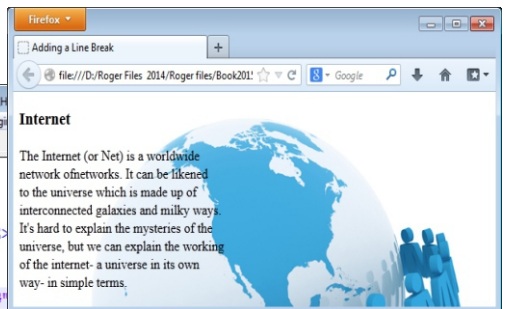 Firefox
Adding a Line Break
file:///D:/Roger Files 2014/Roger files/Book201
Google
Internet
The Internet (or Net) is a worldwide
network ofnetworks. It can be likened
to the universe which is made up of
interconnected galaxies and milky ways.
It's hard to explain the mysteries of the
universe, but we can explain the working
of the internet- a universe in its own
way- in simple terms.